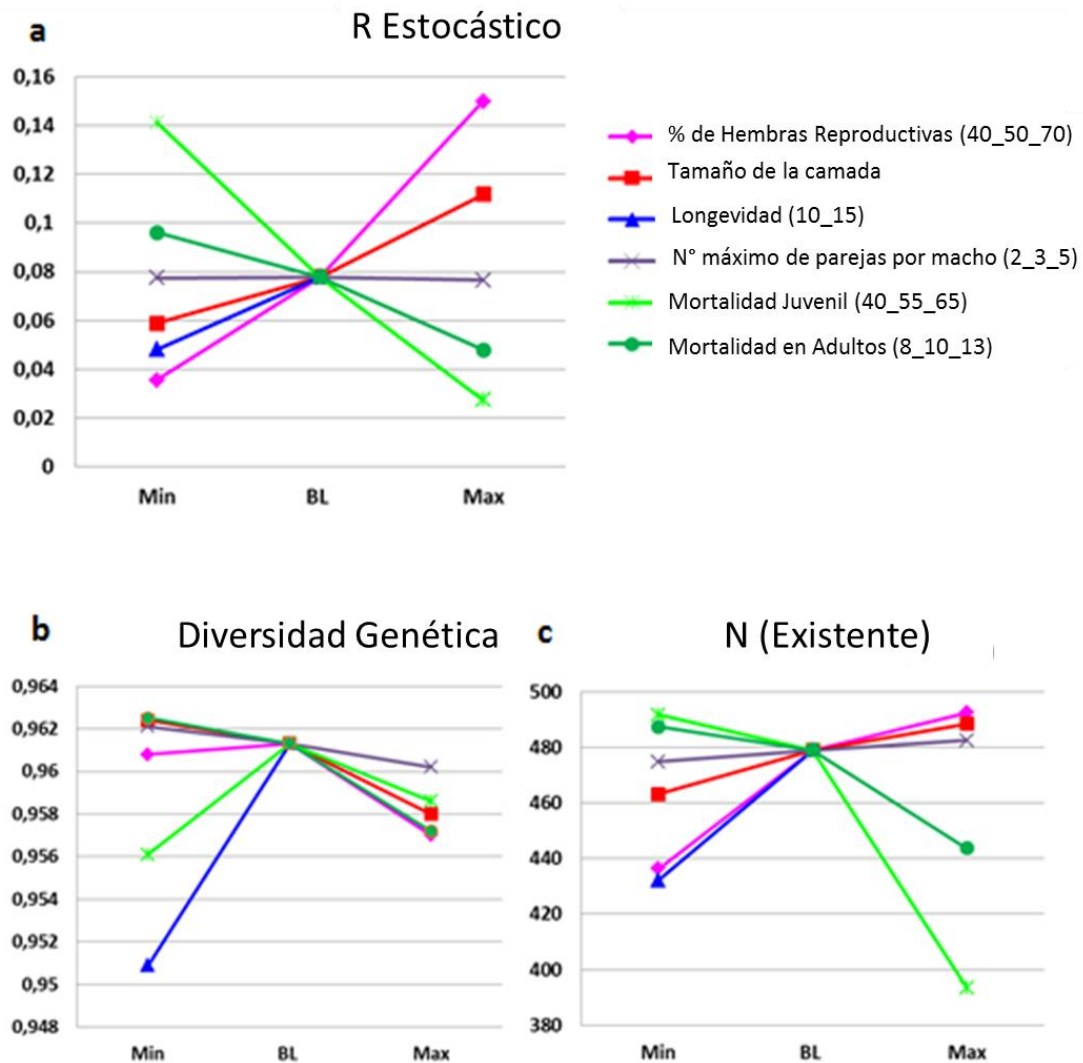 a
R Estocástico
0,16
0,14
0,12
0,1
0,08
0,06
0,04
0,02
0
Min BL Max
% de Hembras Reproductivas (40_50_70)
Tamaño de la camada
Longevidad (10_15)
N° máximo de parejas por macho (2_3_5)
Mortalidad Juvenil (40_55_65)
Mortalidad en Adultos (8_10_13)
b
Diversidad Genética
0,964
0,962
0,96
0,958
0,956
0,954
0,952
0,95
0,948
Min BL Max
c
N (Existente)
500
480
460
440
420
400
380
Min BL Max